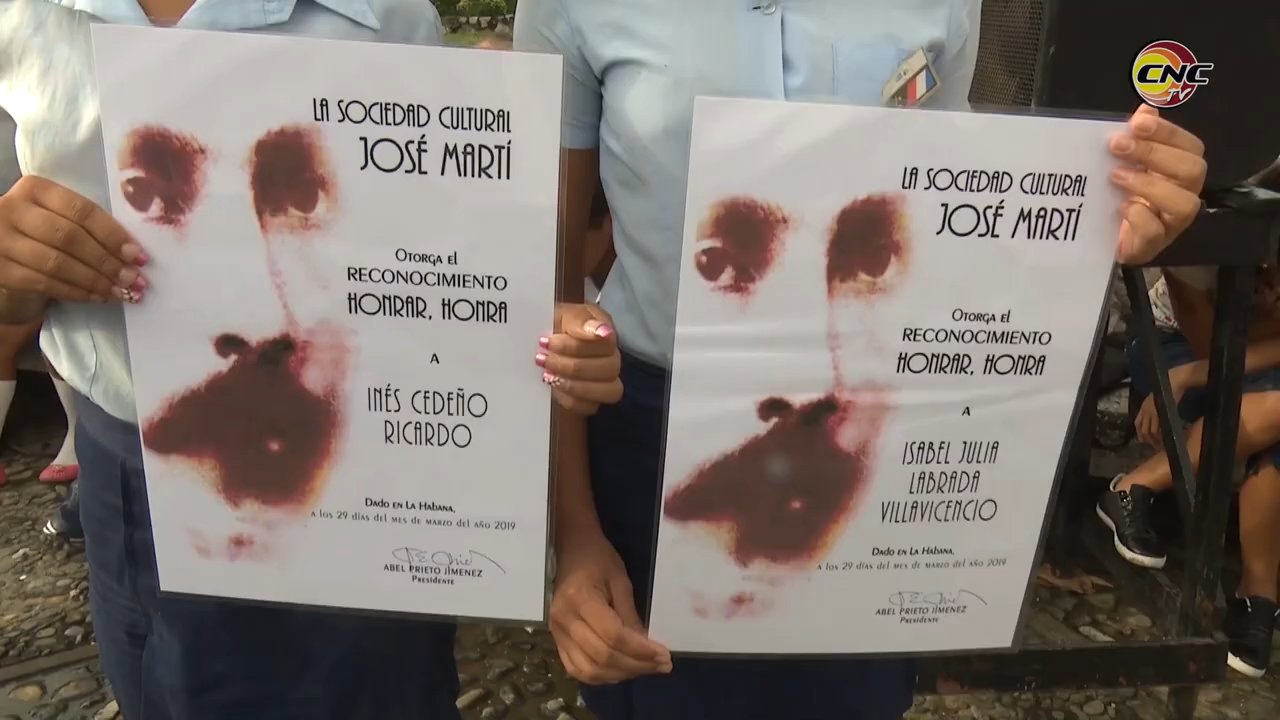 CNC
TV
LA SOCIEDAD CULTURAL
JOSÉ MARTÍ
OTORGA EL
RECONOCIMIENTO
HONRAR, HONRA
A
INÉS CEDEÑO
RICARDO
DADO EN LA HABANA,
A LOS 29 DÍAS DEL MES DE MARZO DEL AÑO 2019
ABEL PRIETO JIMENEZ
PRESIDENTE
LA SOCIEDAD CULTURAL
JOSÉ MARTÍ
OTORGA EL
RECONOCIMIENTO
HONRAR, HONRA
A
ISABEL JULIA
LABRADA
VILLAVICENCIO
DADO EN LA HABANA,
A LOS 29 DÍAS DEL MES DE MARZO DEL AÑO 2019
ABEL PRIETO JIMENEZ
PRESIDENTE